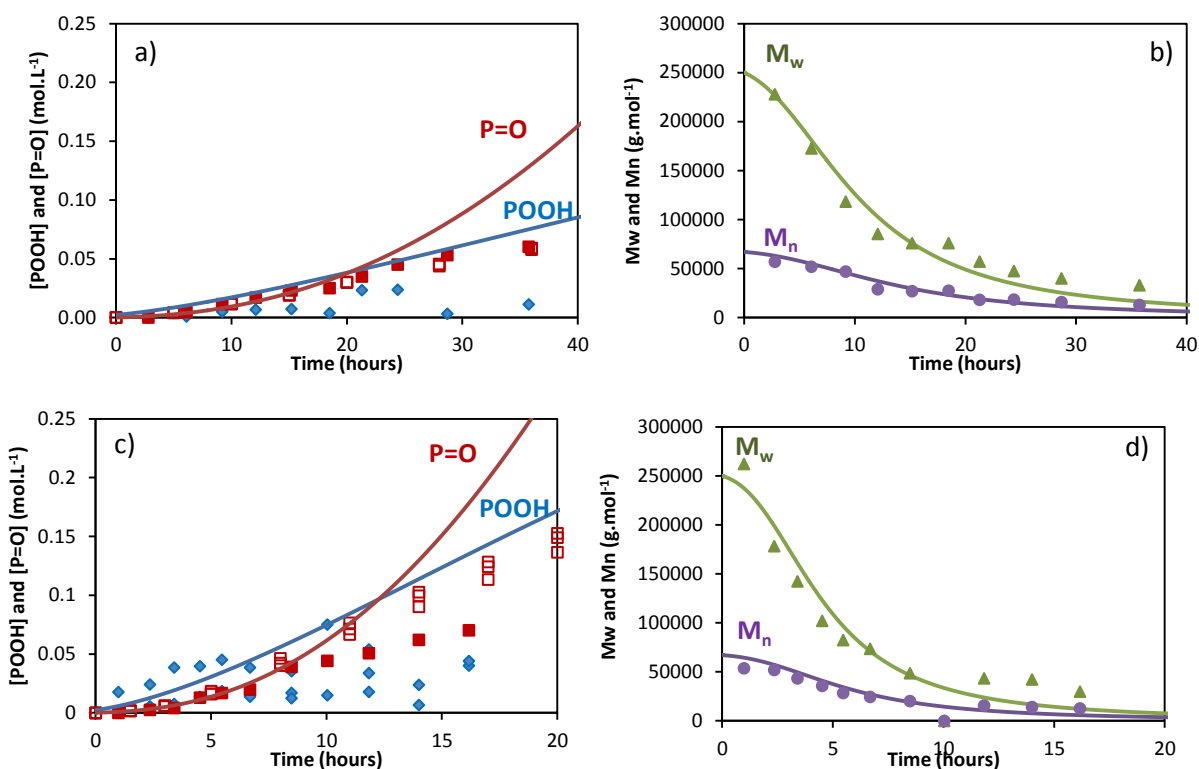 a)
[POOH] and [P=O] (mol.L⁻¹)
0.25
0.20
0.15
0.10
0.05
0.00
P=O
POOH
0 10 20 30 40
Time (hours)
b)
Mw and Mn (g.mol⁻¹)
300000
250000
200000
150000
100000
50000
0
Mw
Mn
0 10 20 30 40
Time (hours)
c)
[POOH] and [P=O] (mol.L⁻¹)
0.25
0.2
0.15
0.1
0.05
0
P=O
POOH
0 5 10 15 20
Time (hours)
d)
Mw and Mn (g.mol⁻¹)
300000
250000
200000
150000
100000
50000
0
Mw
Mn
0 5 10 15 20
Time (hours)